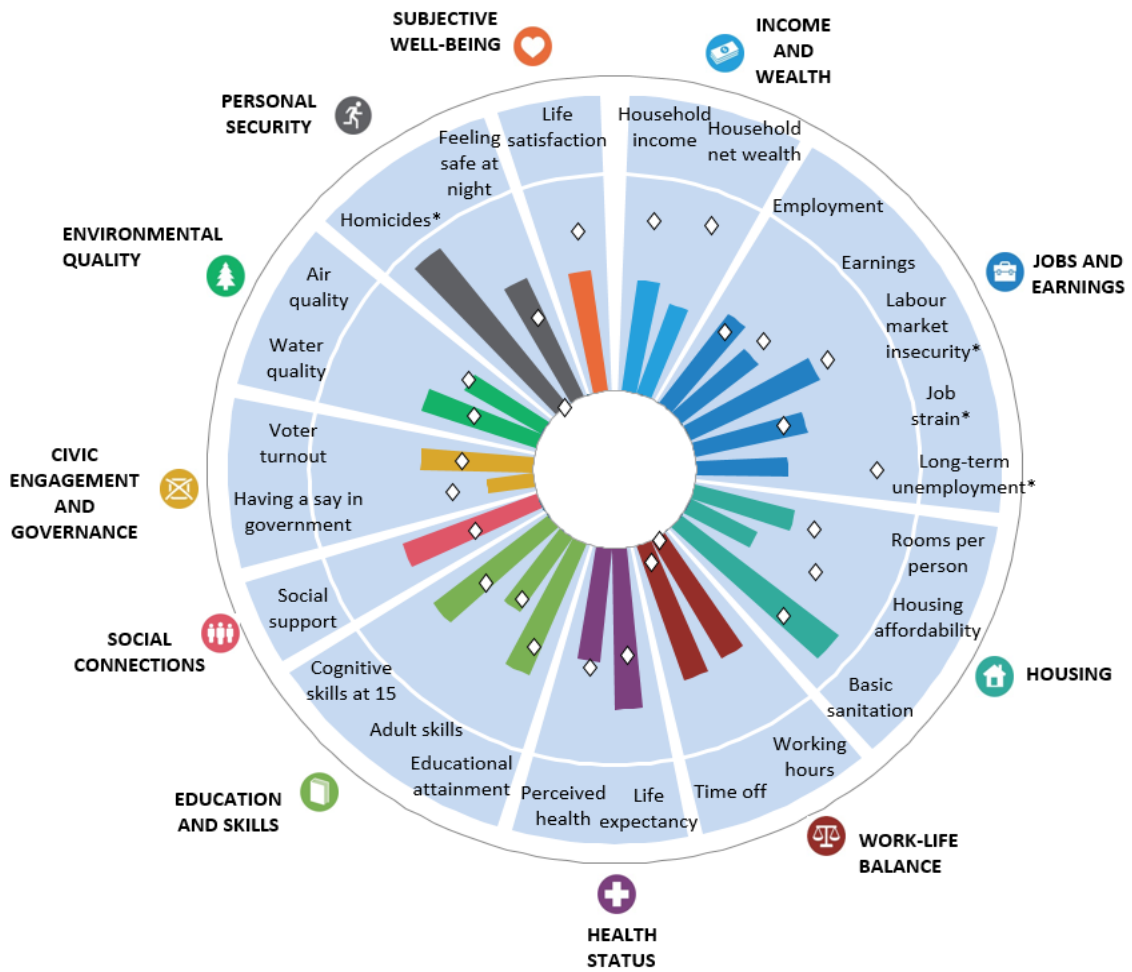 SUBJECTIVE
WELL-BEING
INCOME
AND
WEALTH
PERSONAL
SECURITY
Life
satisfaction
Household
income
Household
net wealth
Feeling
safe at
night
Homicides*
Employment
ENVIRONMENTAL
QUALITY
Earnings
JOBS AND
EARNINGS
Air
quality
Labour
market
insecurity*
Water
quality
Job
strain*
Voter
turnout
CIVIC
ENGAGEMENT
AND
GOVERNANCE
Long-term
unemployment*
Having a say in
government
Rooms per
person
Social
support
Housing
affordability
SOCIAL
CONNECTIONS
HOUSING
Cognitive
skills at 15
Basic
sanitation
Adult skills
Working
hours
Educational
attainment
Perceived
health
Life
expectancy
Time off
EDUCATION
AND SKILLS
WORK-LIFE
BALANCE
HEALTH
STATUS